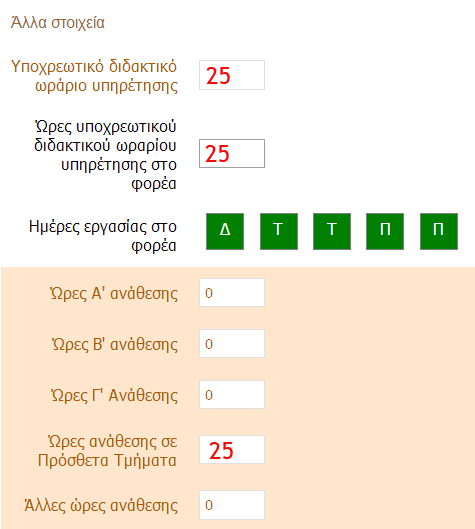 Άλλα στοιχεία
Υποχρεωτικό διδακτικό
ωράριο υπηρέτησης
25
Ώρες υποχρεωτικού
διδακτικού ωραρίου
υπηρέτησης στο
φορέα
25
Ημέρες εργασίας στο
φορέα
Δ Τ Τ Π Π
Ώρες Α' ανάθεσης 0
Ώρες Β' ανάθεσης 0
Ώρες Γ' Ανάθεσης 0
Ώρες ανάθεσης σε
Πρόσθετα Τμήματα
25
Άλλες ώρες ανάθεσης 0